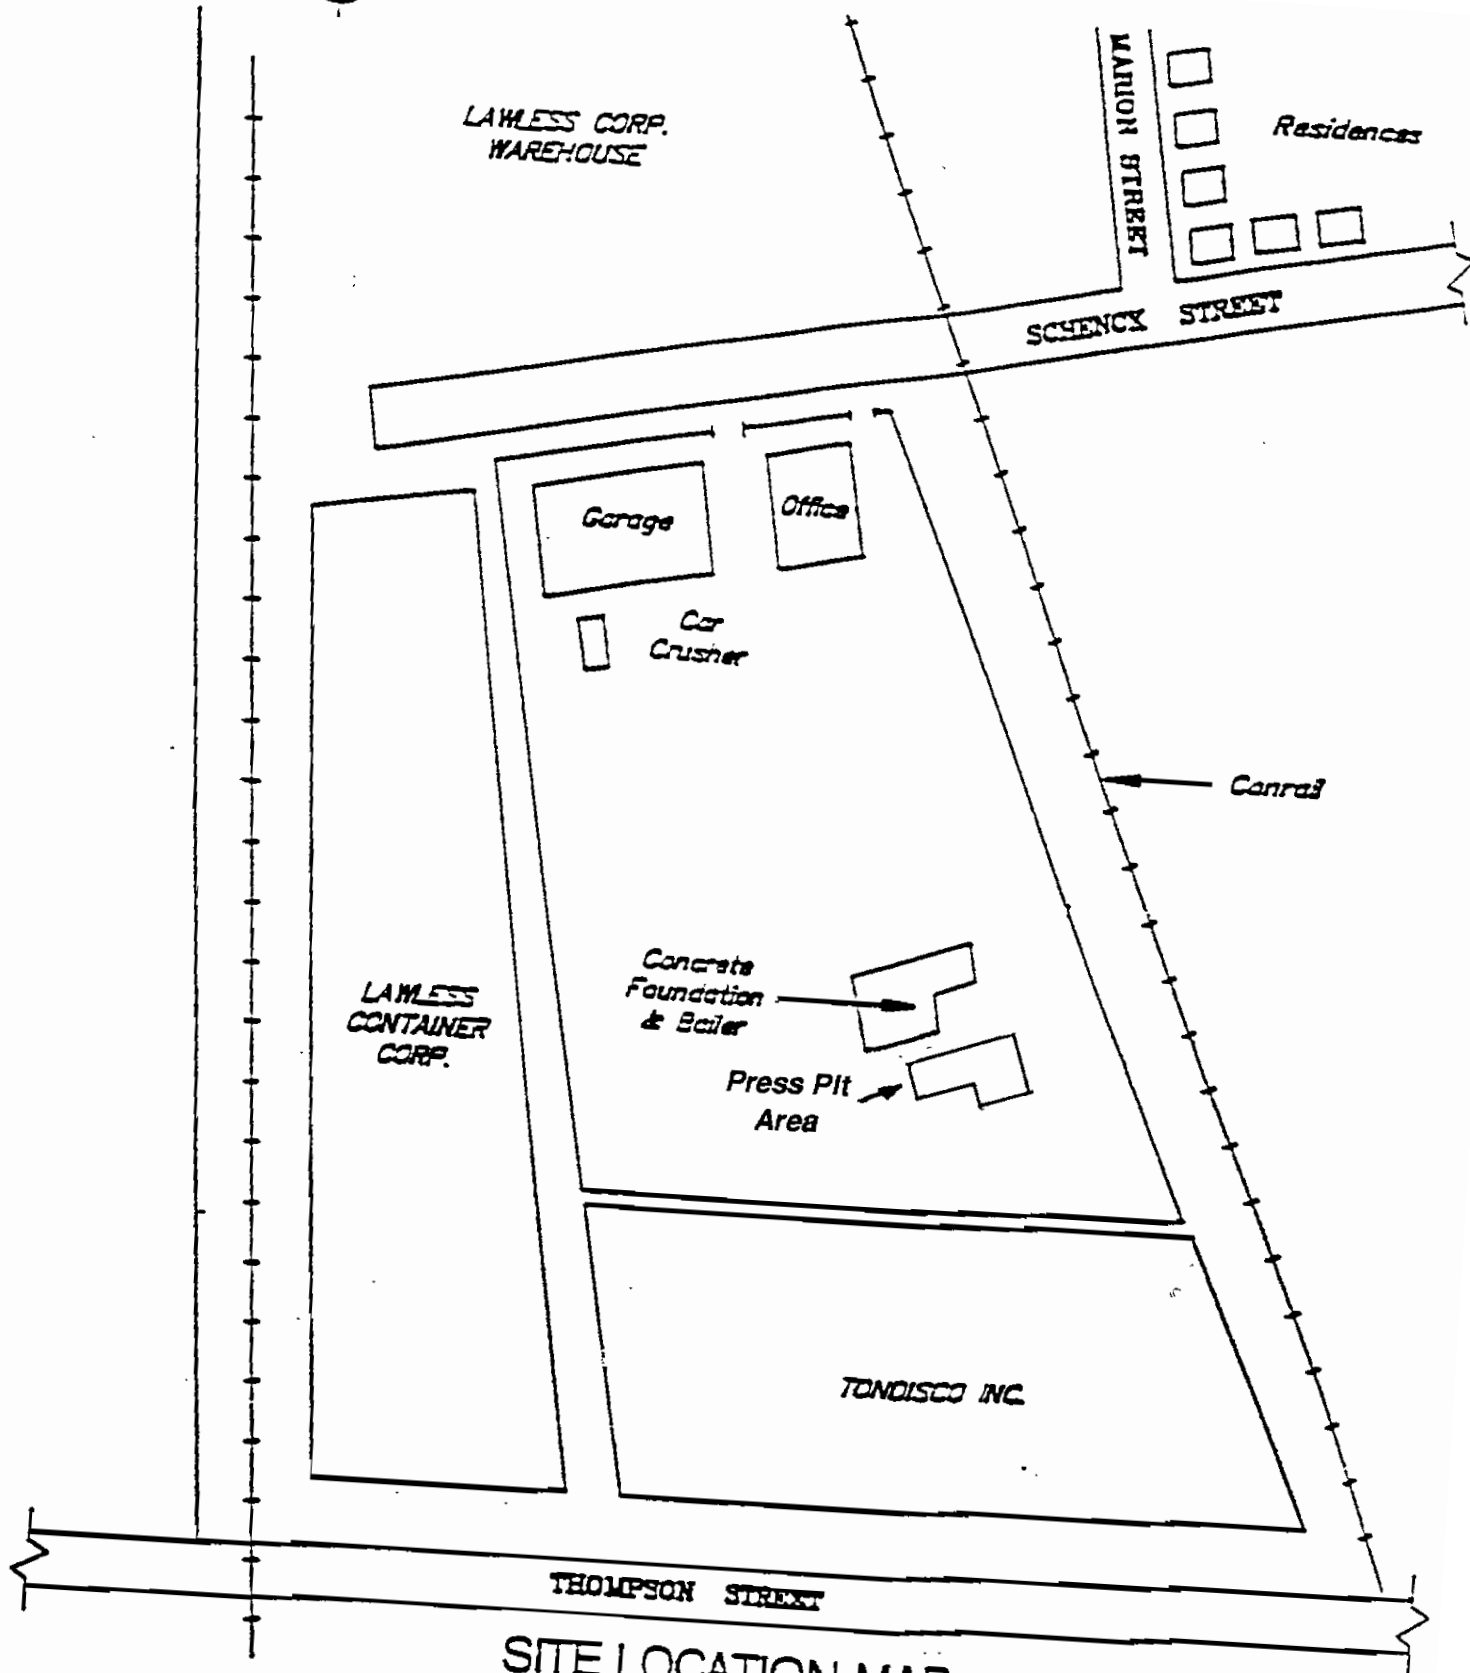 LAWLESS CORP.
WAREHOUSE
MARION STREET
Residences
SCHENCK STREET
Garage
Office
Car
Crusher
Conrail
Concrete
Foundation
& Boiler
LAWLESS
CONTAINER
CORP.
Press Pit
Area
TONDISCO INC.
THOMPSON STREET
SITE LOCATION MAP